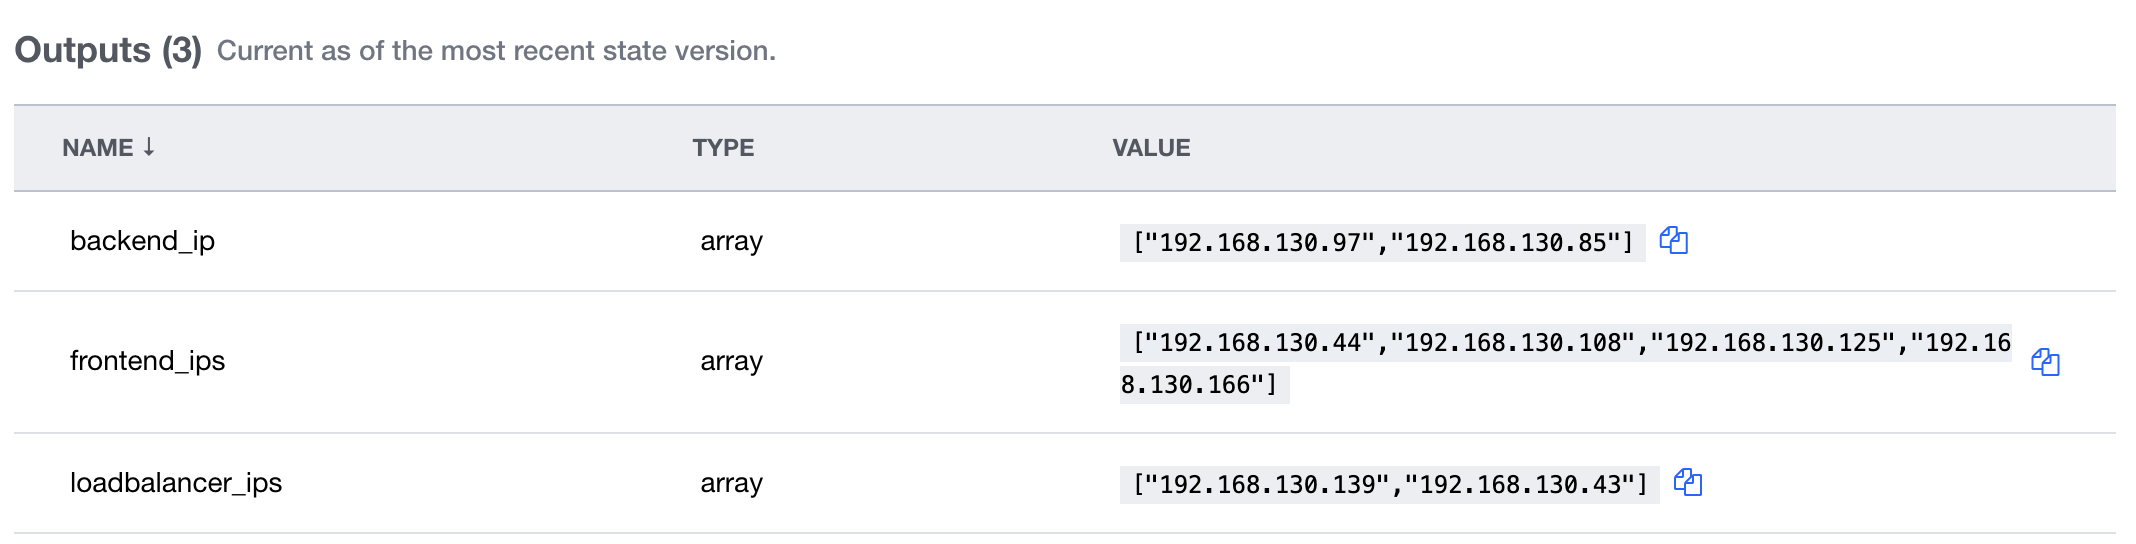 Outputs (3) Current as of the most recent state version.
NAME ↓ TYPE VALUE
backend_ip array ["192.168.130.97","192.168.130.85"]
frontend_ips array ["192.168.130.44","192.168.130.108","192.168.130.125","192.16
8.130.166"]
loadbalancer_ips array ["192.168.130.139","192.168.130.43"]